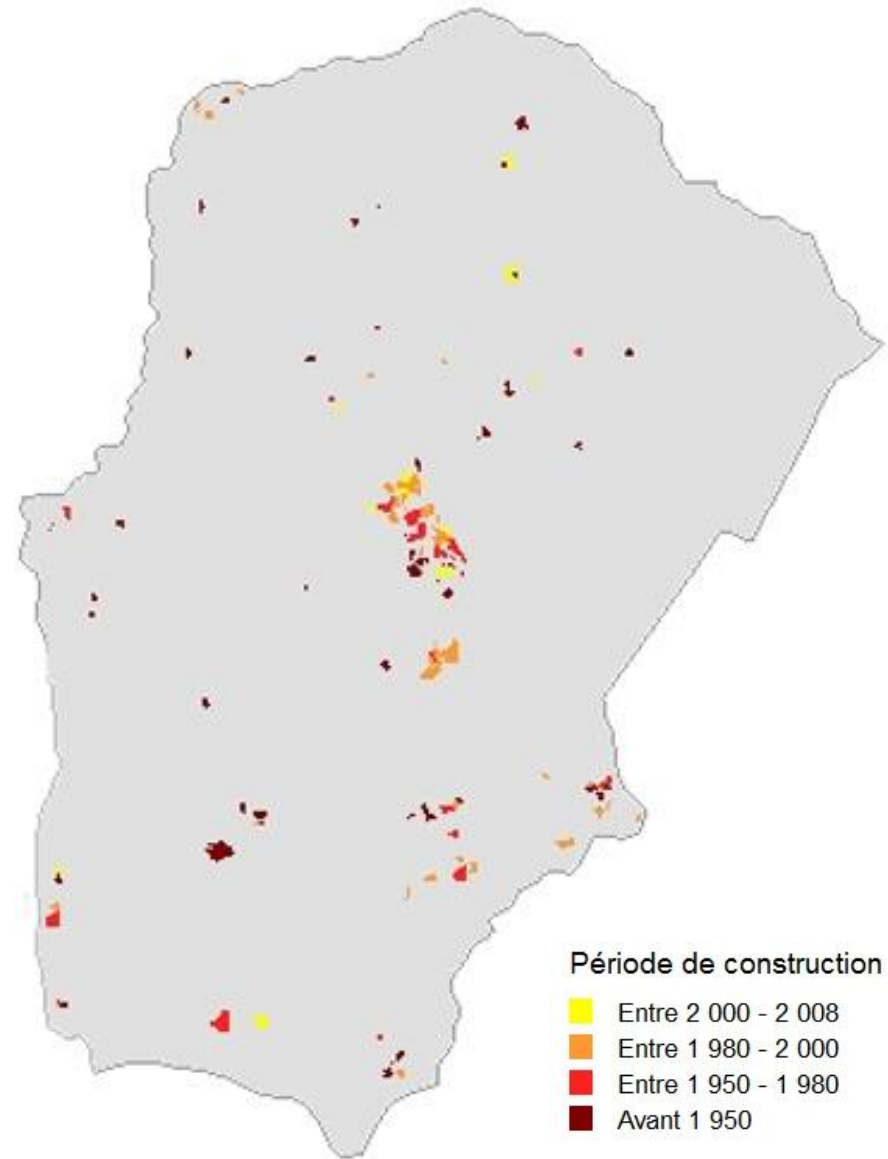 Période de construction
Entre 2 000 - 2 008
Entre 1 980 - 2 000
Entre 1 950 - 1 980
Avant 1 950